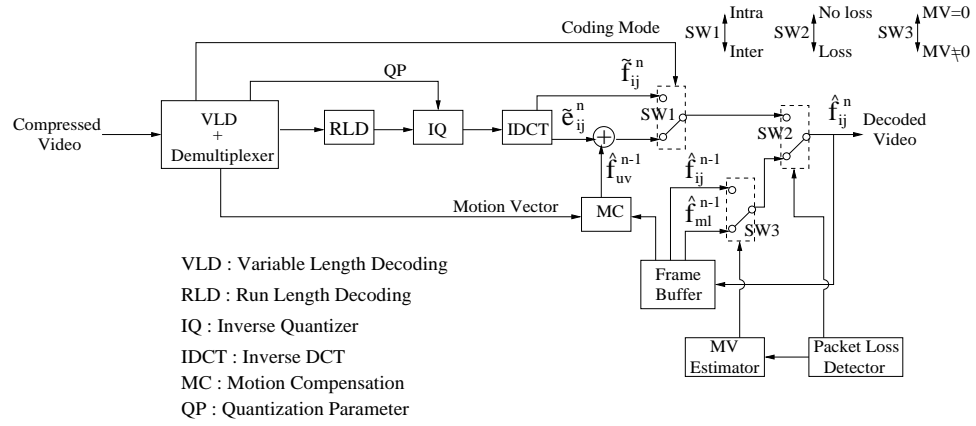 Intra
No loss
MV=0
SW1
SW2
SW3
Inter
Loss
MV≠0
Coding Mode
QP
f̃ij^n
f̂ij^n
Compressed
Video
VLD
+
Demultiplexer
RLD
IQ
IDCT
ẽij^n
+
SW1
SW2
Decoded
Video
f̂uv^n-1
f̂ij^n-1
Motion Vector
MC
f̂ml^n-1
SW3
Frame
Buffer
VLD : Variable Length Decoding
RLD : Run Length Decoding
IQ : Inverse Quantizer
IDCT : Inverse DCT
MC : Motion Compensation
QP : Quantization Parameter
MV
Estimator
Packet Loss
Detector